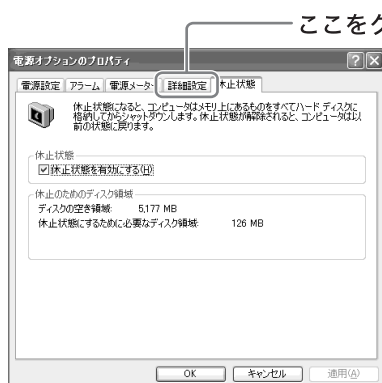 ここをク
電源オプションのプロパティ
電源設定 アラーム 電源メーター 詳細設定 休止状態
休止状態になると、コンピュータはメモリ上にあるものをすべてハード ディスクに
格納してからシャットダウンします。休止状態が解除されると、コンピュータは以
前の状態に戻ります。
休止状態
休止状態を有効にする(H)
休止のためのディスク領域
ディスクの空き領域: 5,177 MB
休止状態にするために必要なディスク領域: 126 MB
OK キャンセル 適用(A)